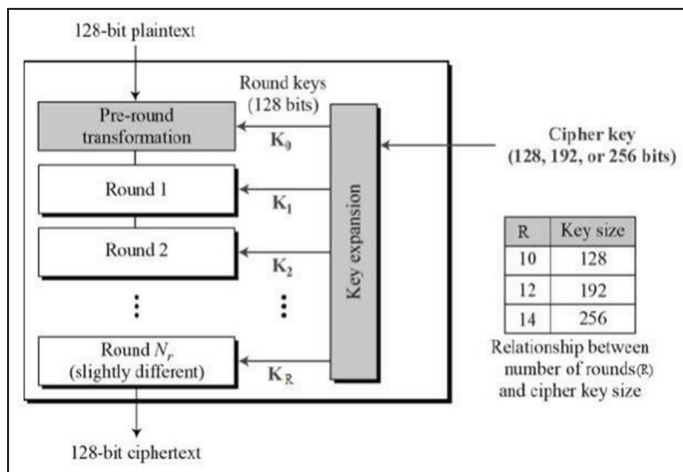 128-bit plaintext
Round keys
(128 bits)
Pre-round
transformation
K0
Cipher key
(128, 192, or 256 bits)
Round 1
K1
Round 2
K2
Key expansion
Round Nr
(slightly different)
KR
128-bit ciphertext
R Key size
10 128
12 192
14 256
Relationship between
number of rounds(R)
and cipher key size